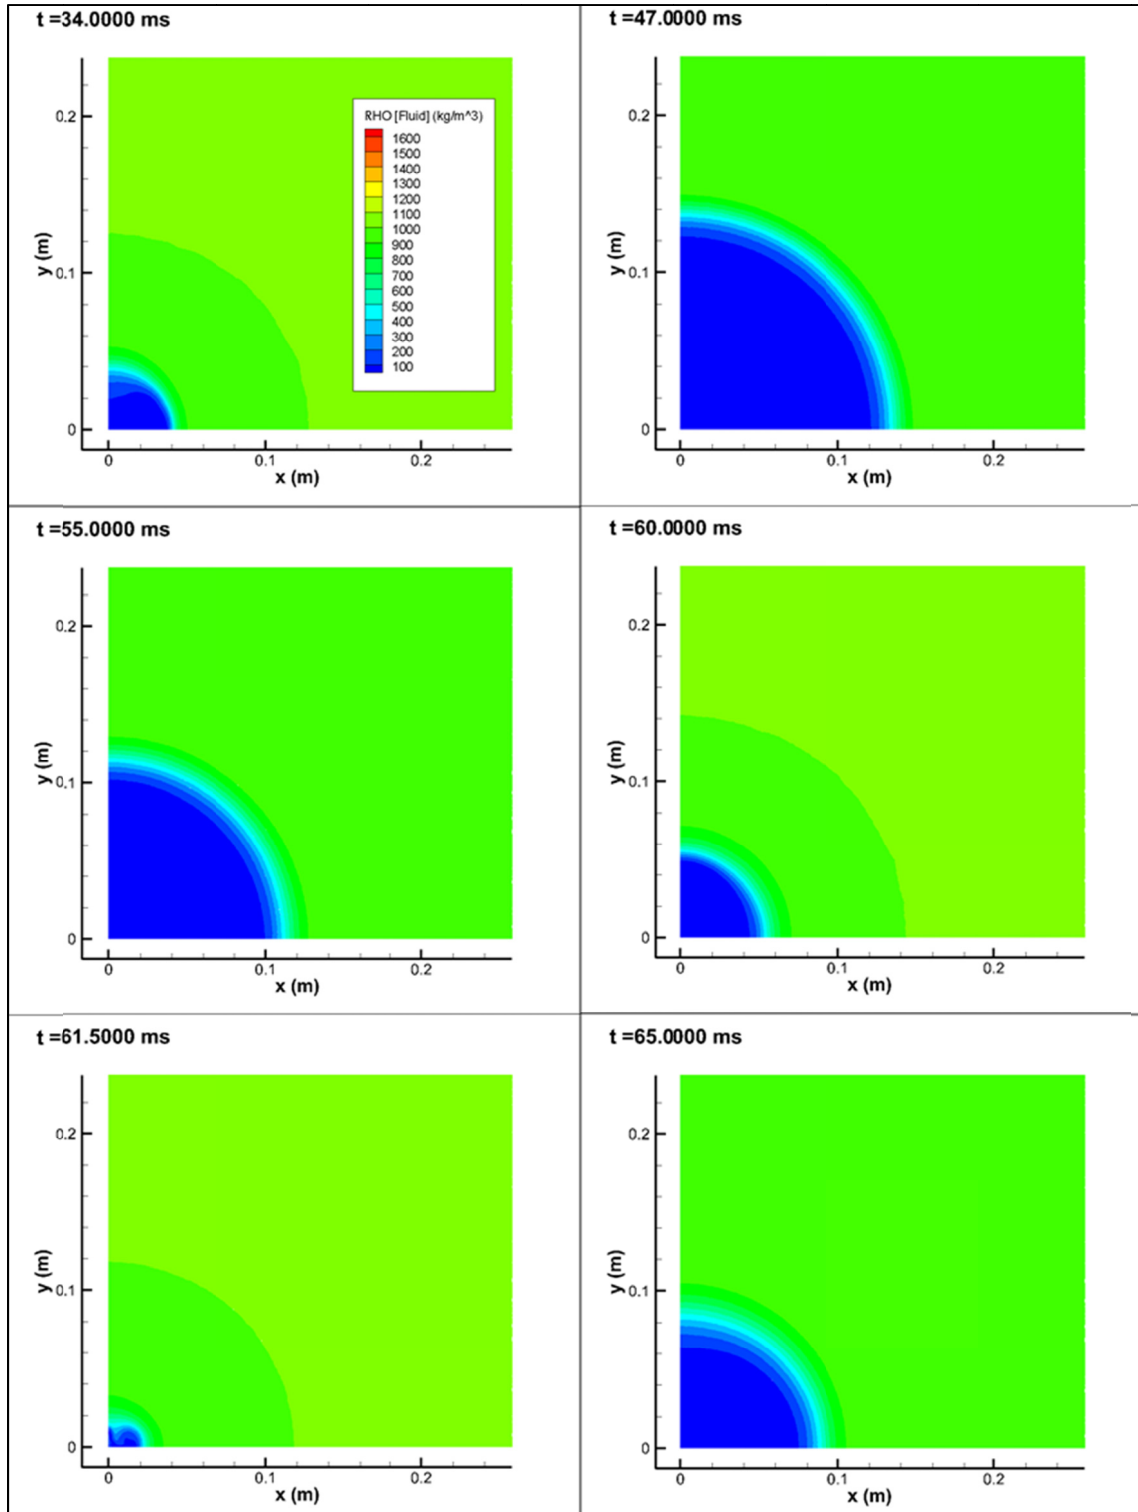 t =34.0000 ms
RHO [Fluid] (kg/m^3)
1600
1500
1400
1300
1200
1100
1000
900
800
700
600
500
400
300
200
100
0.2
0.1
0
y (m)
0
0.1
0.2
x (m)
t =47.0000 ms
0.2
0.1
0
y (m)
0
0.1
0.2
x (m)
t =55.0000 ms
0.2
0.1
0
y (m)
0
0.1
0.2
x (m)
t =60.0000 ms
0.2
0.1
0
y (m)
0
0.1
0.2
x (m)
t =61.5000 ms
0.2
0.1
0
y (m)
0
0.1
0.2
x (m)
t =65.0000 ms
0.2
0.1
0
y (m)
0
0.1
0.2
x (m)